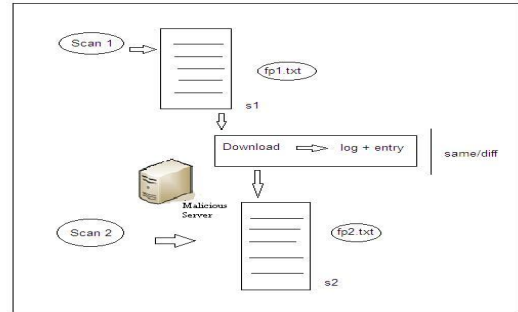 Scan 1
fp1.txt
s1
Download log + entry
same/diff
Malicious
Server
Scan 2
fp2.txt
s2